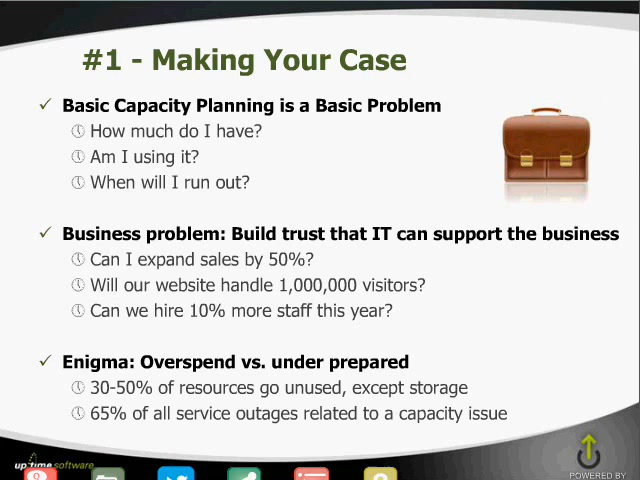 #1 - Making Your Case
Basic Capacity Planning is a Basic Problem
How much do I have?
Am I using it?
When will I run out?
Business problem: Build trust that IT can support the business
Can I expand sales by 50%?
Will our website handle 1,000,000 visitors?
Can we hire 10% more staff this year?
Enigma: Overspend vs. under prepared
30-50% of resources go unused, except storage
65% of all service outages related to a capacity issue
up time software
POWERED BY